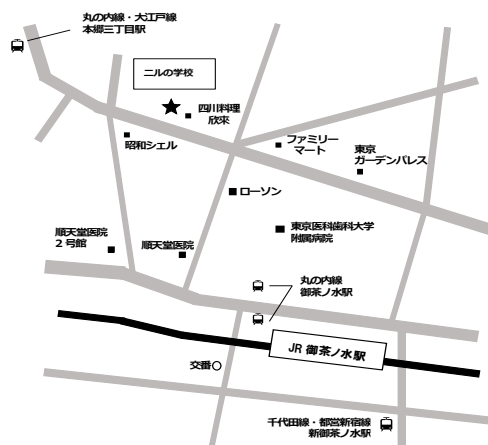 丸の内線・大江戸線
本郷三丁目駅
ニルの学校
四川料理
欣來
昭和シェル
ファミリー
マート
東京
ガーデンパレス
ローソン
東京医科歯科大学
附属病院
順天堂医院
2号館
順天堂医院
丸の内線
御茶ノ水駅
JR 御茶ノ水駅
交番
千代田線・都営新宿線
新御茶ノ水駅